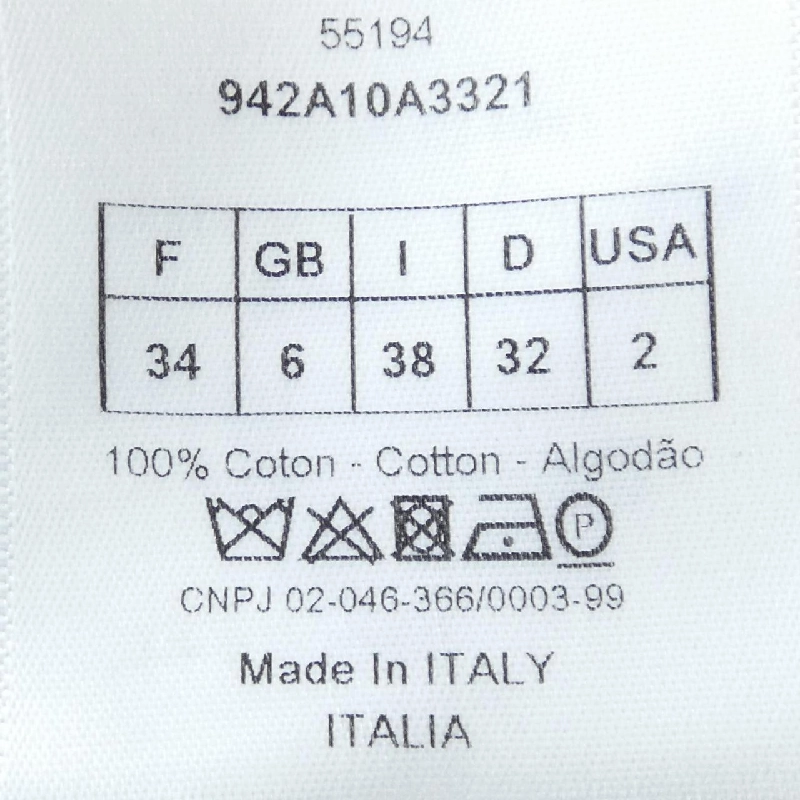 55194
942A10A3321
F GB I D USA
34 6 38 32 2
100% Coton - Cotton - Algodão
P
CNPJ 02-046-366/0003-99
Made In ITALY
ITALIA